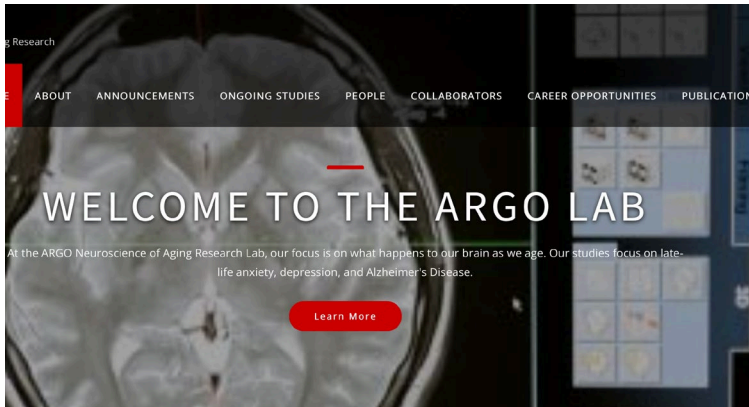 g Research
E ABOUT ANNOUNCEMENTS ONGOING STUDIES PEOPLE COLLABORATORS CAREER OPPORTUNITIES PUBLICATION
WELCOME TO THE ARGO LAB
At the ARGO Neuroscience of Aging Research Lab, our focus is on what happens to our brain as we age. Our studies focus on late-
life anxiety, depression, and Alzheimer's Disease.
Learn More